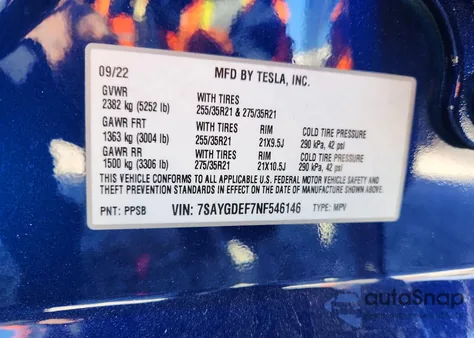 09/22 MFD BY TESLA, INC.
GVWR WITH TIRES
2382 kg (5252 lb) 255/35R21 & 275/35R21
GAWR FRT WITH TIRES RIM COLD TIRE PRESSURE
1363 kg (3004 lb) 255/35R21 21X9.5J 290 kPa, 42 psi
GAWR RR WITH TIRES RIM COLD TIRE PRESSURE
1500 kg (3306 lb) 275/35R21 21X10.5J 290 kPa, 42 psi
THIS VEHICLE CONFORMS TO ALL APPLICABLE U.S. FEDERAL MOTOR VEHICLE SAFETY AND
THEFT PREVENTION STANDARDS IN EFFECT ON THE DATE OF MANUFACTURE SHOWN ABOVE.
PNT: PPSB VIN: 7SAYGDEF7NF546146 TYPE: MPV
autoSnap